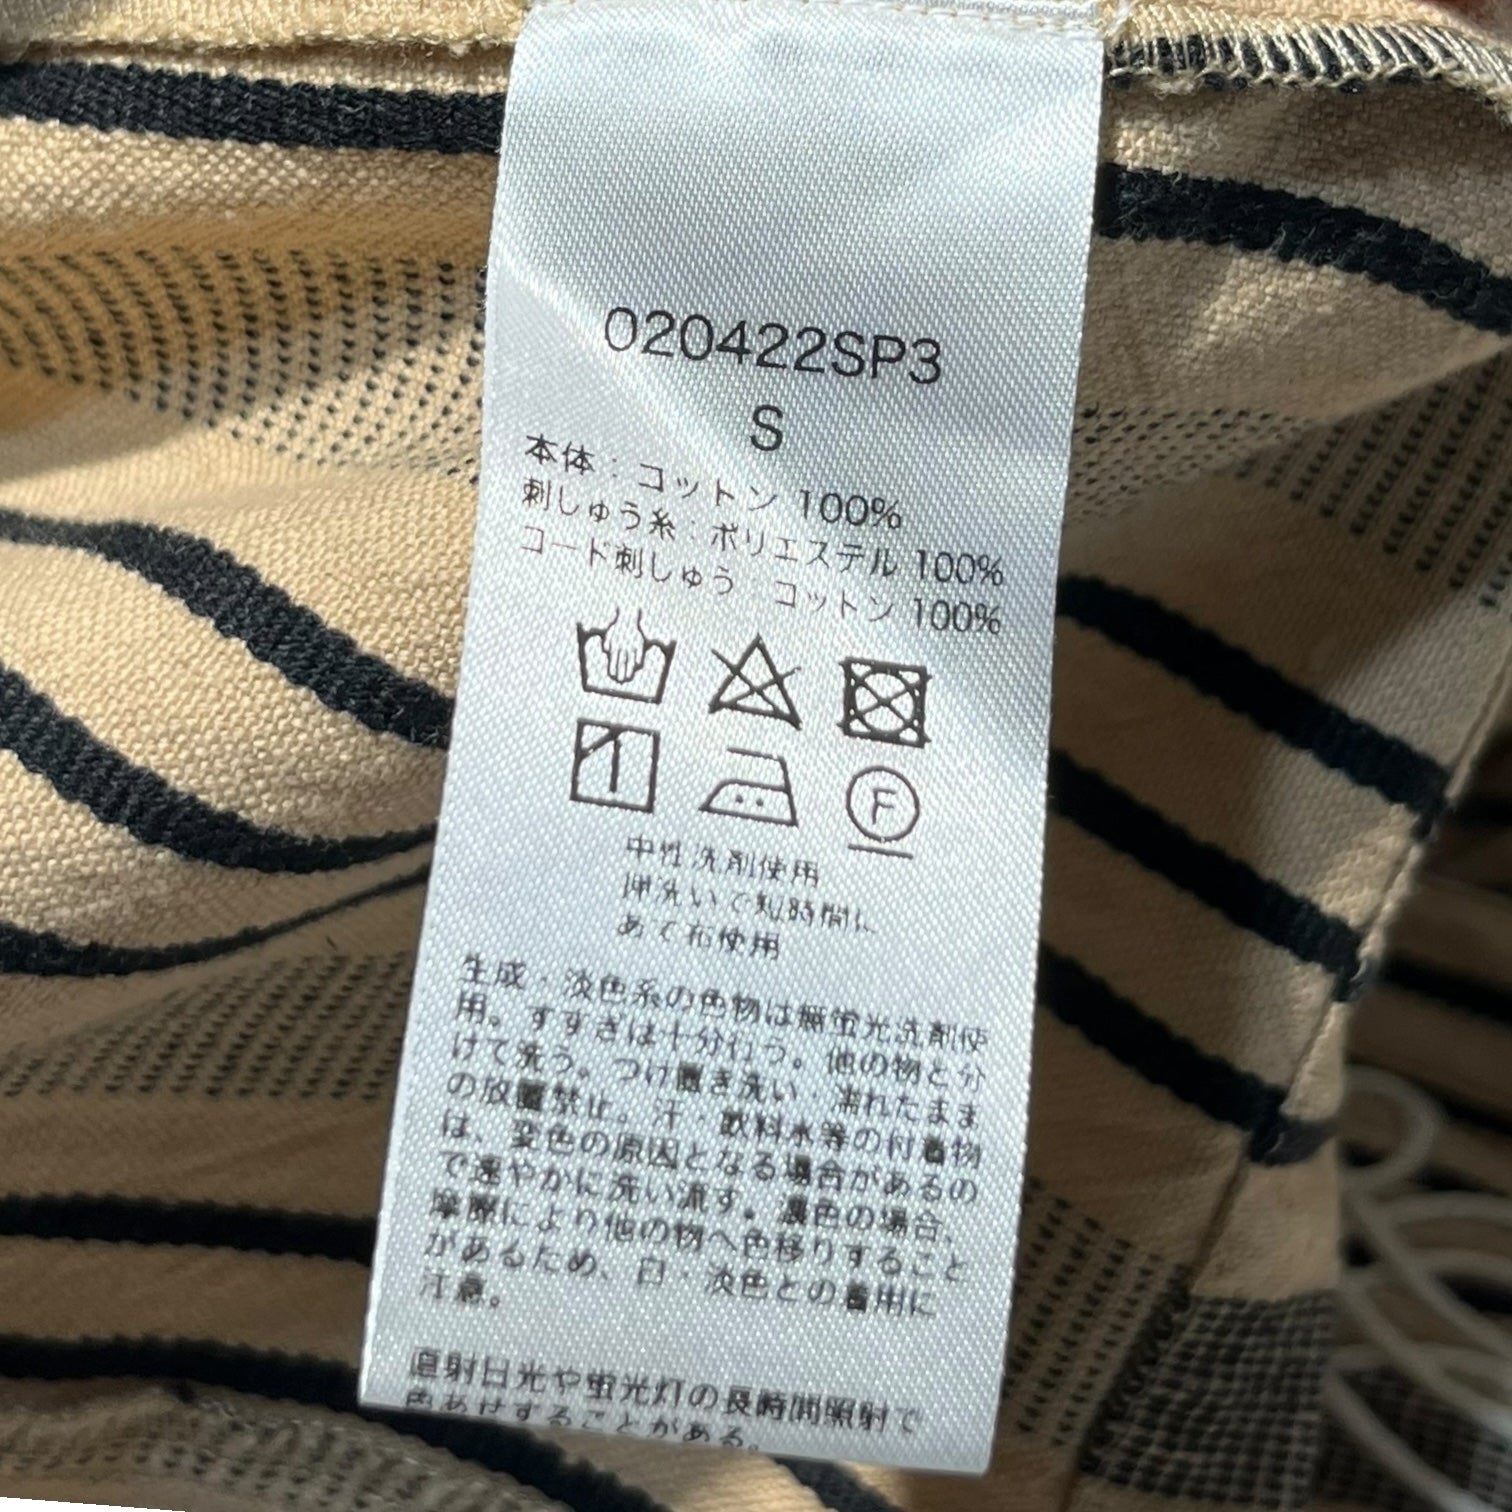 020422SP3
S
本体：コットン 100%
刺しゅう糸：ポリエステル 100%
コード刺しゅう：コットン 100%
F
中性洗剤使用
押洗いで短時間に
あて布使用
生成・淡色系の色物は無蛍光洗剤使
用。すすぎは十分行う。他の物と分
けて洗う。つけ置き洗い・濡れたまま
の放置禁止。汗・飲料水等の付着物
は、変色の原因となる場合があるの
で速やかに洗い流す。濃色の場合、
摩擦により他の物へ色移りすること
があるため、白・淡色との着用に
注意。
直射日光や蛍光灯の長時間照射で
色あせすることがある。